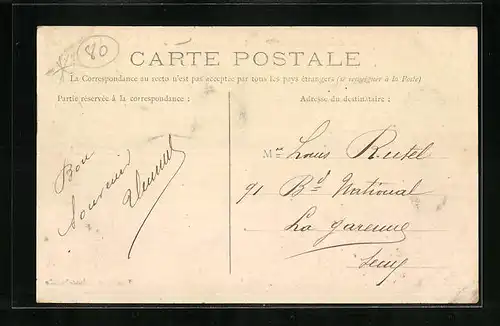 80
CARTE POSTALE
La Correspondance au recto n'est pas acceptée par tous les pays étrangers (se renseigner à la Poste)
Partie réservée à la correspondance :
Adresse du destinataire :
Bon
Souvenir
M Louis Rutel
91 Bd National
La Garenne
Seine